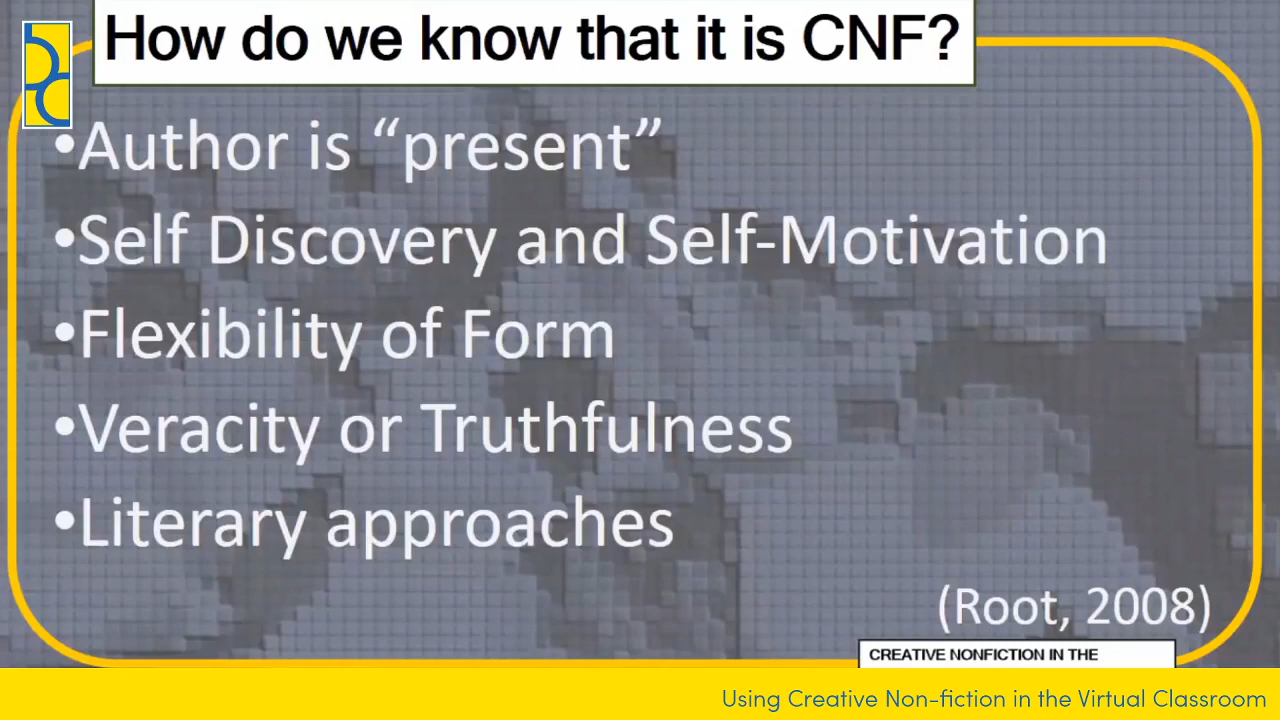 How do we know that it is CNF?
•Author is “present”
•Self Discovery and Self-Motivation
•Flexibility of Form
•Veracity or Truthfulness
•Literary approaches
(Root, 2008)
CREATIVE NONFICTION IN THE
Using Creative Non-fiction in the Virtual Classroom